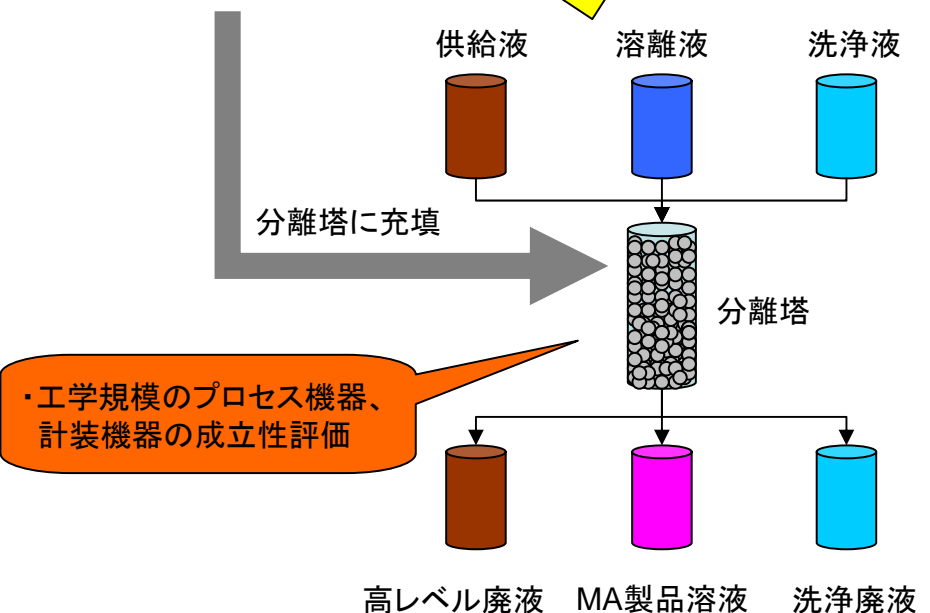 供給液 溶離液 洗浄液
分離塔に充填
分離塔
・工学規模のプロセス機器、
計装機器の成立性評価
高レベル廃液 MA製品溶液 洗浄廃液